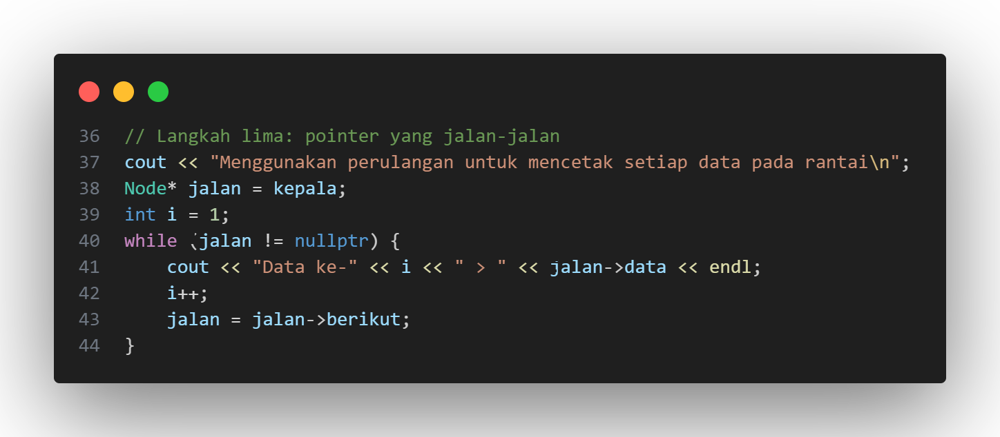 36 // Langkah lima: pointer yang jalan-jalan
37 cout << "Menggunakan perulangan untuk mencetak setiap data pada rantai\n";
38 Node* jalan = kepala;
39 int i = 1;
40 while (jalan != nullptr) {
41     cout << "Data ke-" << i << " > " << jalan->data << endl;
42     i++;
43     jalan = jalan->berikut;
44 }